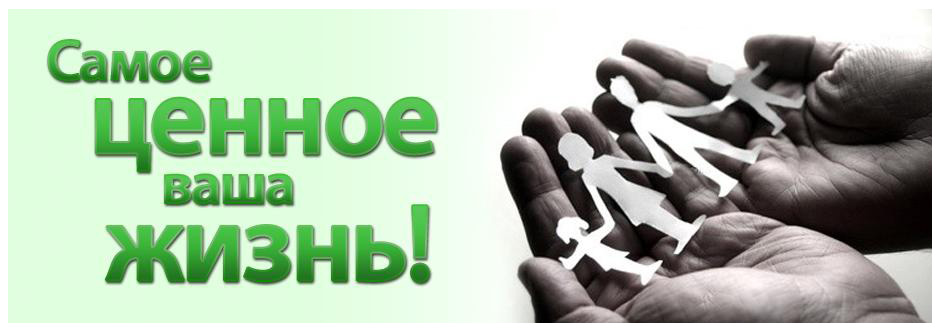 Самое
ценное
ваша
жизнь!